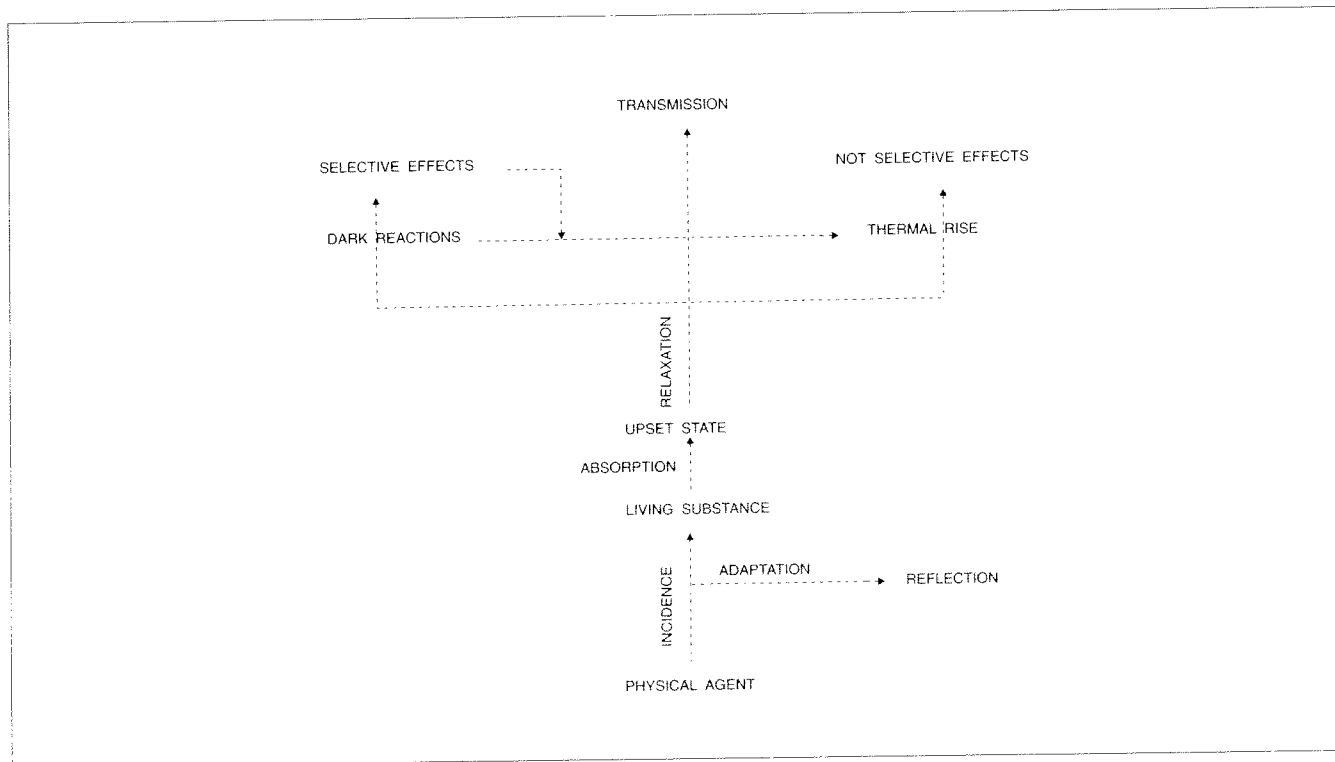 TRANSMISSION
SELECTIVE EFFECTS
NOT SELECTIVE EFFECTS
DARK REACTIONS
THERMAL RISE
RELAXATION
UPSET STATE
ABSORPTION
LIVING SUBSTANCE
ADAPTATION
REFLECTION
INCIDENCE
PHYSICAL AGENT